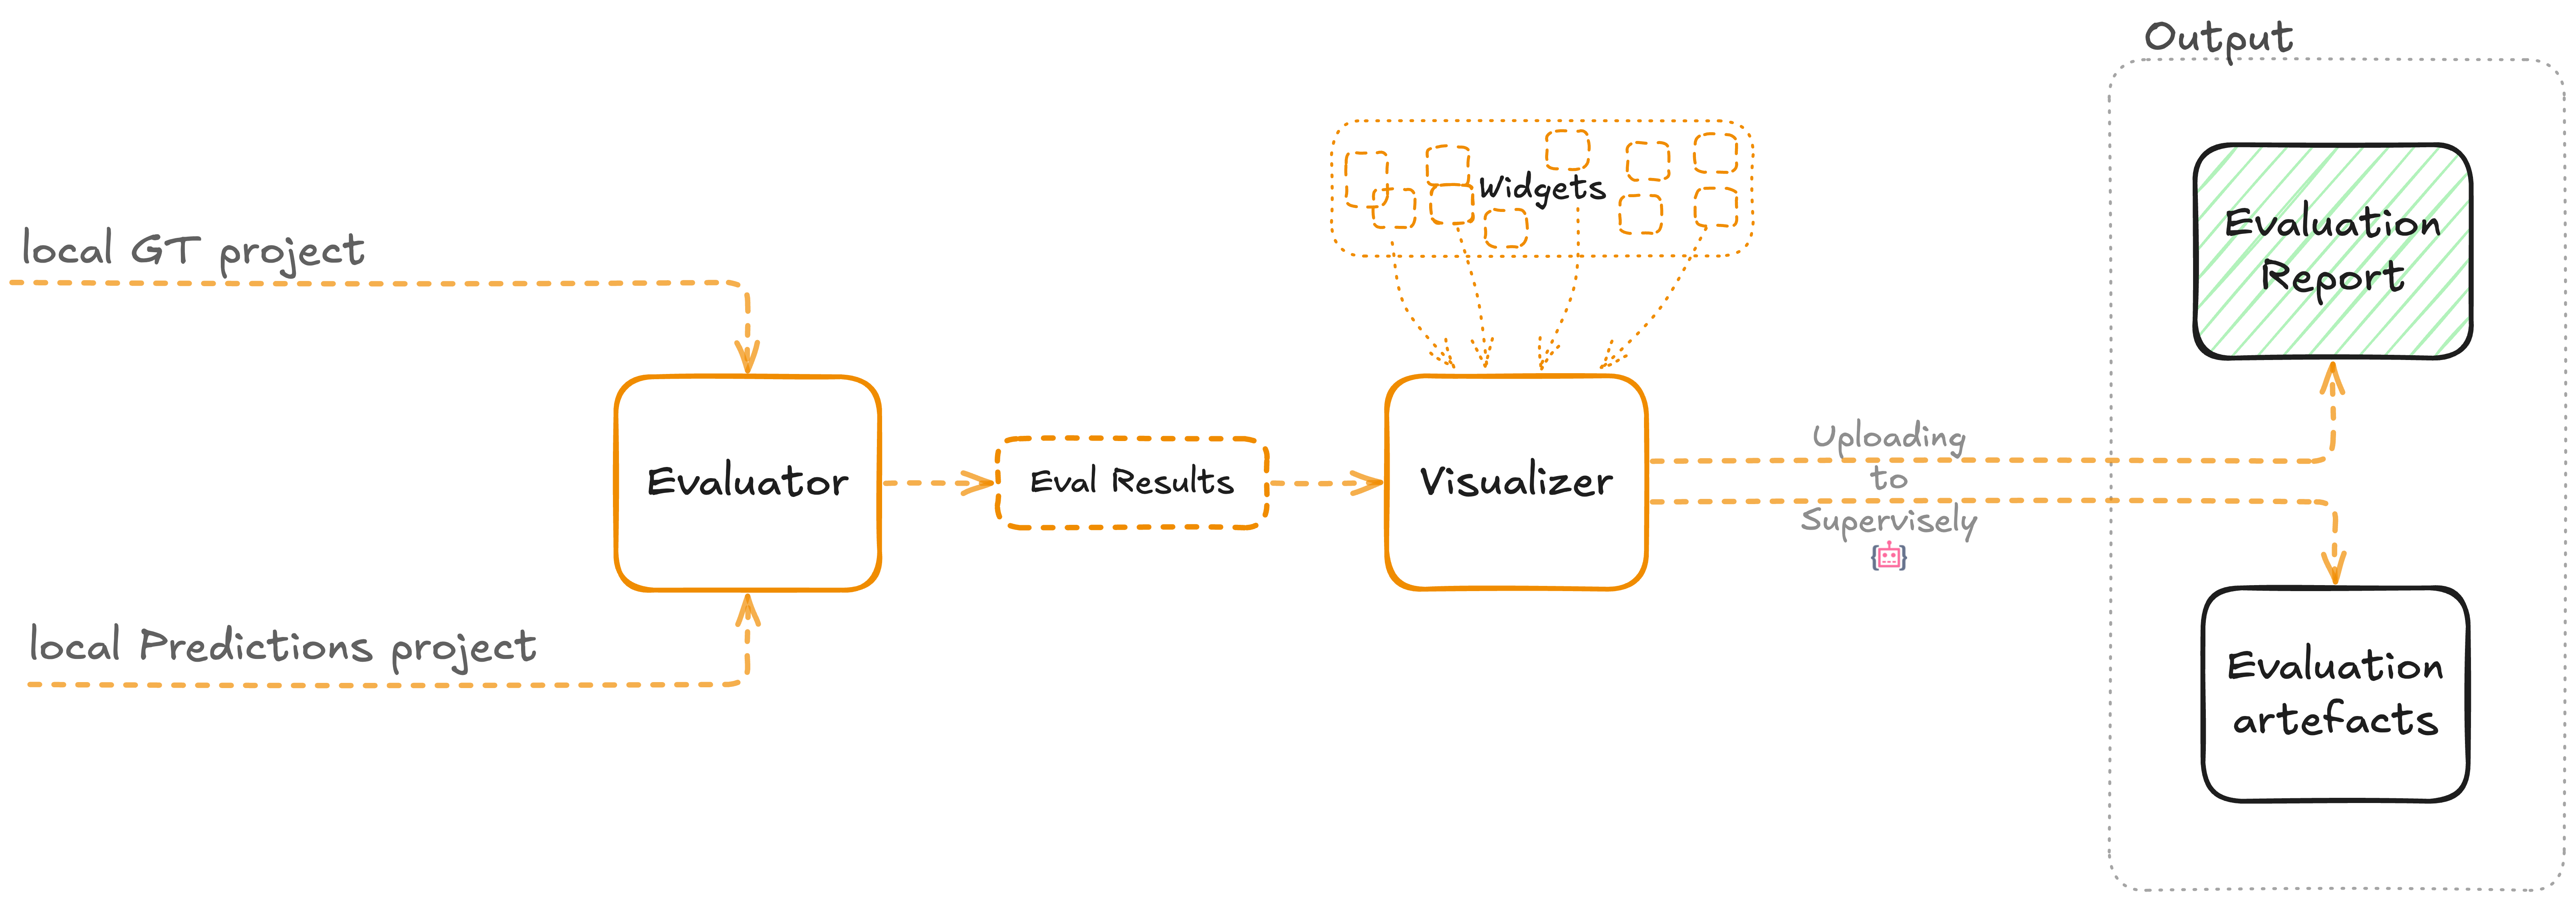 Output
Widgets
Evaluation
Report
local GT project
Evaluator
Eval Results
Visualizer
Uploading
to
Supervisely
local Predictions project
Evaluation
artefacts